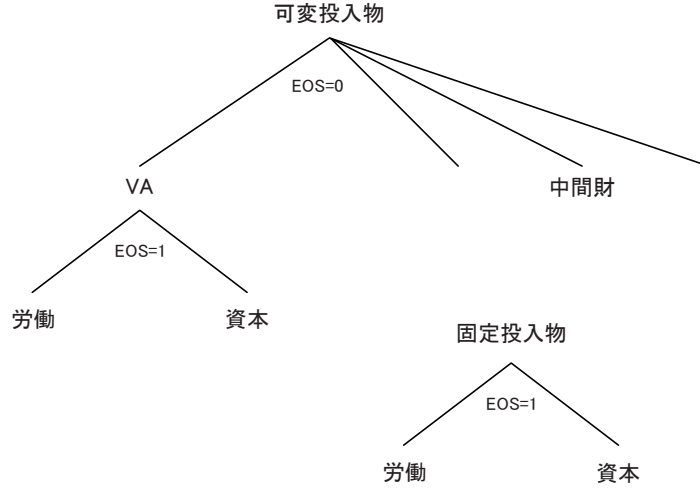 可変投入物
EOS=0
VA
中間財
EOS=1
労働
資本
固定投入物
EOS=1
労働
資本